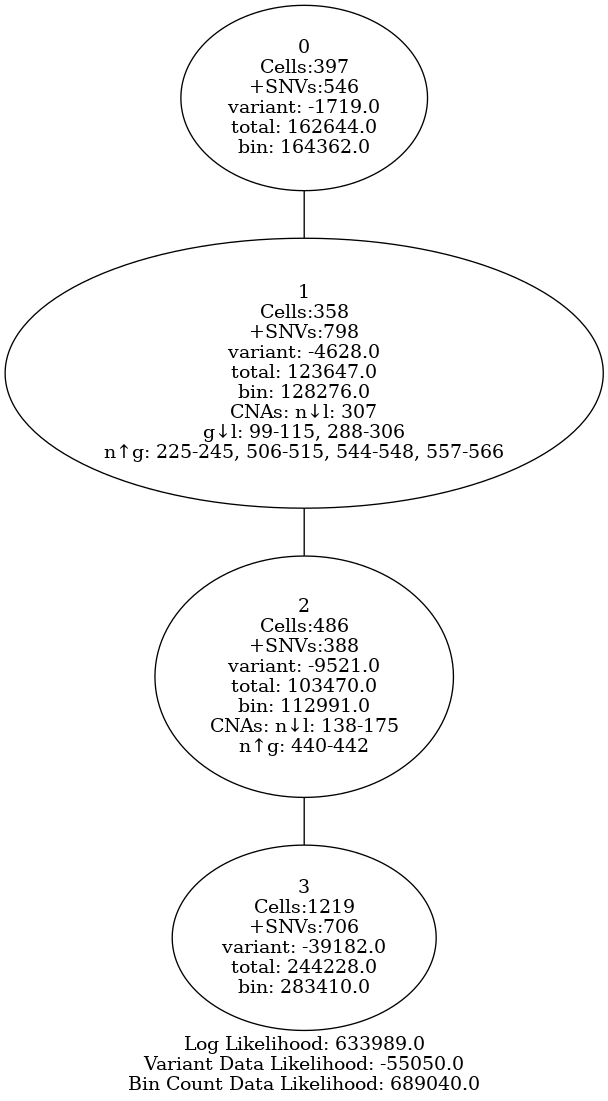 0
Cells:397
+SNVs:546
variant: -1719.0
total: 162644.0
bin: 164362.0
1
Cells:358
+SNVs:798
variant: -4628.0
total: 123647.0
bin: 128276.0
CNAs: n↓l: 307
g↓l: 99-115, 288-306
n↑g: 225-245, 506-515, 544-548, 557-566
2
Cells:486
+SNVs:388
variant: -9521.0
total: 103470.0
bin: 112991.0
CNAs: n↓l: 138-175
n↑g: 440-442
3
Cells:1219
+SNVs:706
variant: -39182.0
total: 244228.0
bin: 283410.0
Log Likelihood: 633989.0
Variant Data Likelihood: -55050.0
Bin Count Data Likelihood: 689040.0